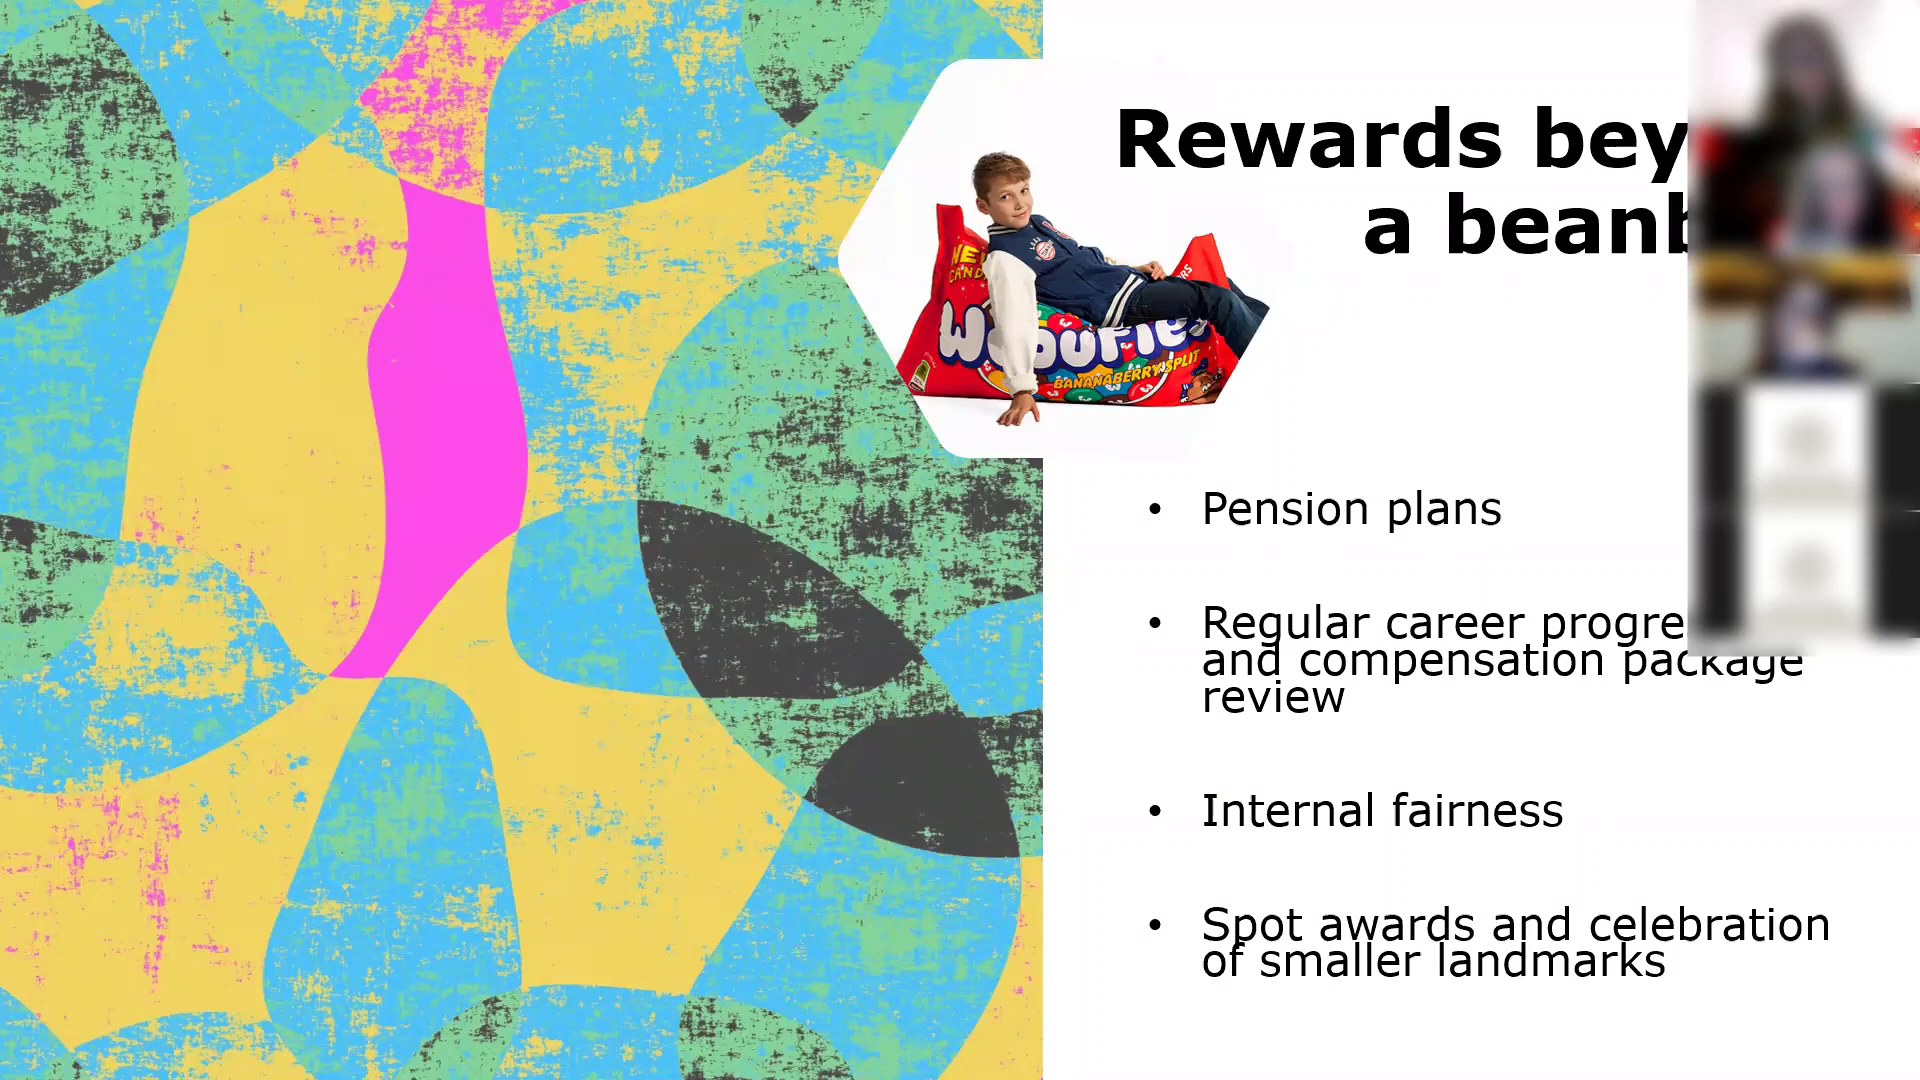 Rewards bey
a beanb
NEW
CAND
WOOUFIES
BANANABERRY SPLIT
• Pension plans
• Regular career progre
and compensation package
review
• Internal fairness
• Spot awards and celebration
of smaller landmarks